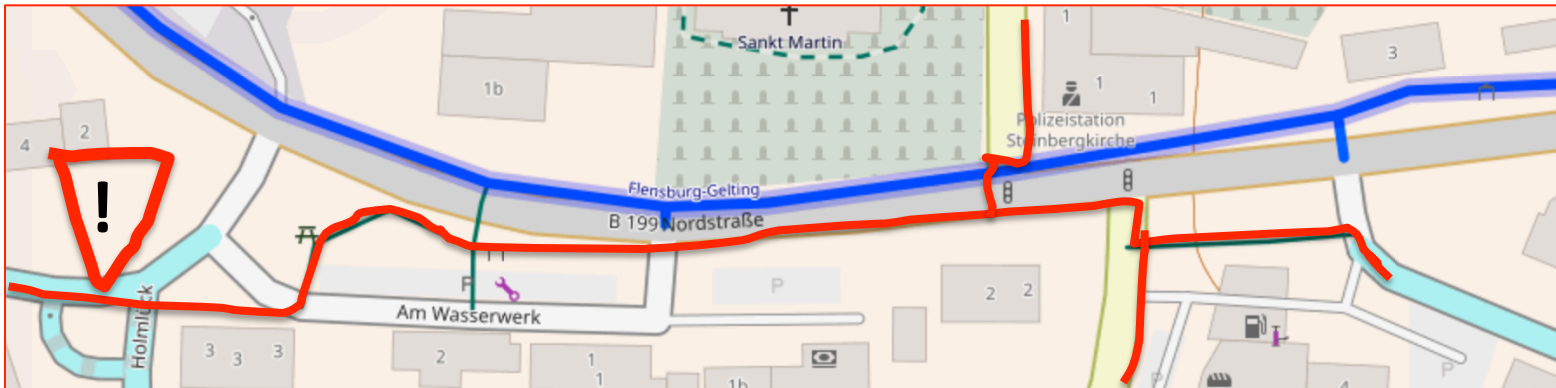 Sankt Martin
1
3
1b
1
1
Polizeistation
Steinbergkirche
2
4
!
Flensburg-Gelting
B 199 Nordstraße
P
P
2
2
Am Wasserwerk
Holmlück
3
3
3
2
1
1
1b
P
4
P